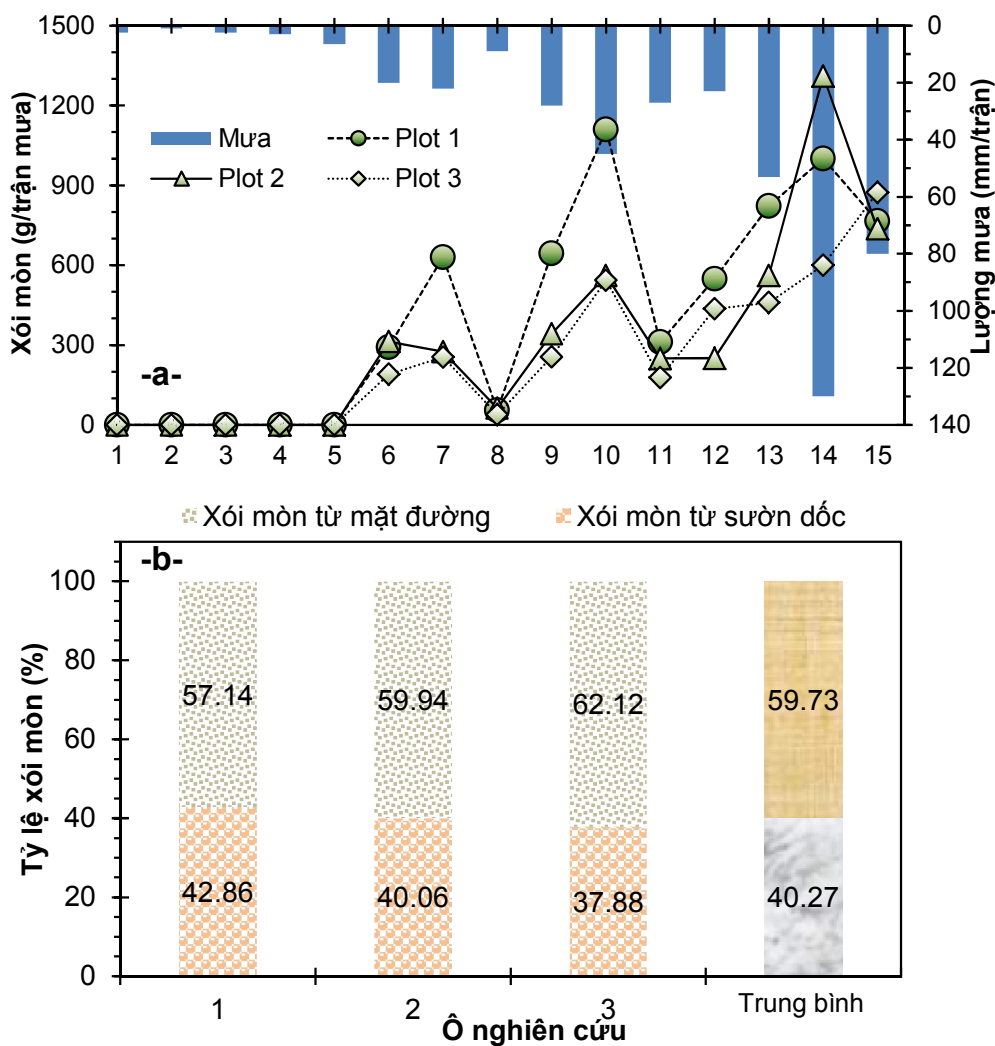 1500
1200
900
600
300
0
Xói mòn (g/trận mưa)
Mưa
Plot 1
Plot 2
Plot 3
-a-
0
20
40
60
80
100
120
140
Lượng mưa (mm/trận)
1 2 3 4 5 6 7 8 9 10 11 12 13 14 15
Xói mòn từ mặt đường
Xói mòn từ sườn dốc
-b-
100
80
60
40
20
0
Tỷ lệ xói mòn (%)
57.14 59.94 62.12 59.73
42.86 40.06 37.88 40.27
1 2 3 Trung bình
Ô nghiên cứu